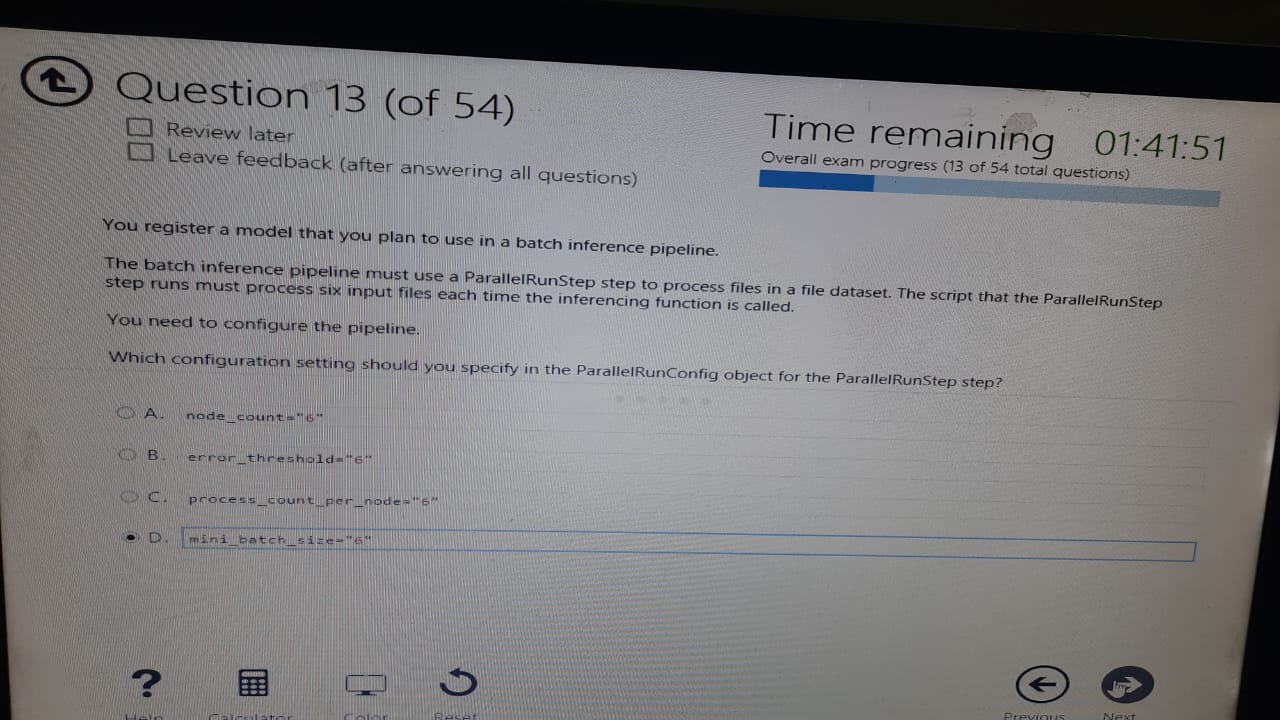 Question 13 (of 54)
Review later
Leave feedback (after answering all questions)
Time remaining 01:41:51
Overall exam progress (13 of 54 total questions)
You register a model that you plan to use in a batch inference pipeline.
The batch inference pipeline must use a ParallelRunStep step to process files in a file dataset. The script that the ParallelRunStep
step runs must process six input files each time the inferencing function is called.
You need to configure the pipeline.
Which configuration setting should you specify in the ParallelRunConfig object for the ParallelRunStep step?
A. node_count="6"
B. error_threshold="6"
C. process_count_per_node="6"
D. mini_batch_size="6"
Help Calculator Color Reset Previous Next